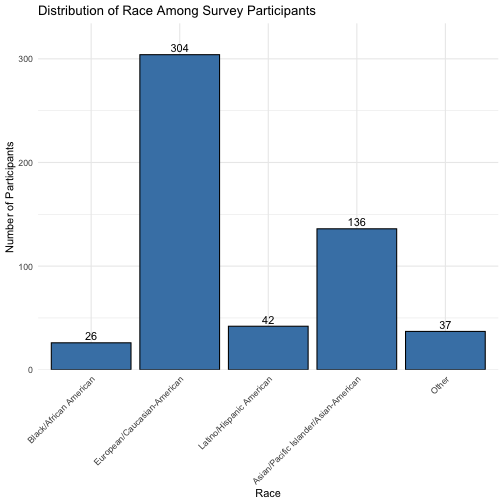 Distribution of Race Among Survey Participants
Number of Participants
300
200
100
0
26
304
42
136
37
Black/African American
European/Caucasian-American
Latino/Hispanic American
Asian/Pacific Islander/Asian-American
Other
Race